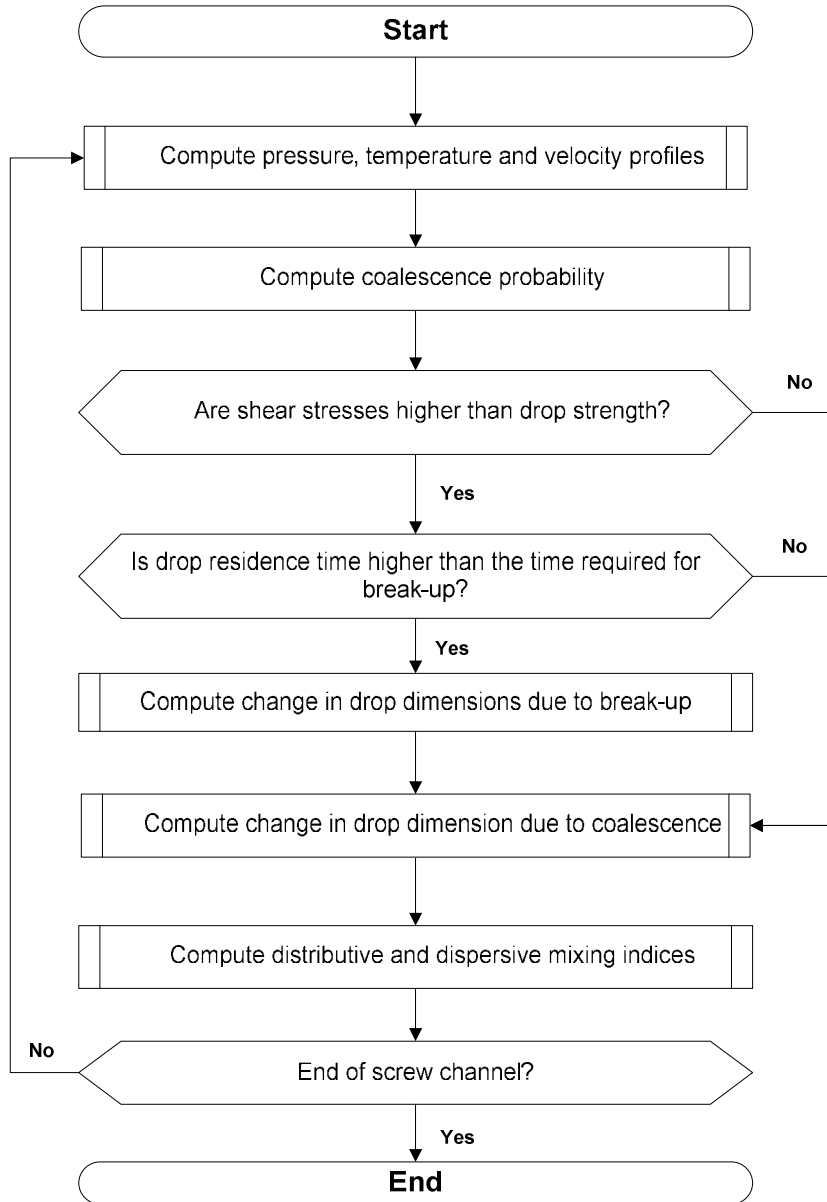 Start
Compute pressure, temperature and velocity profiles
Compute coalescence probability
Are shear stresses higher than drop strength?
No
Yes
Is drop residence time higher than the time required for
break-up?
No
Yes
Compute change in drop dimensions due to break-up
Compute change in drop dimension due to coalescence
Compute distributive and dispersive mixing indices
No
End of screw channel?
Yes
End